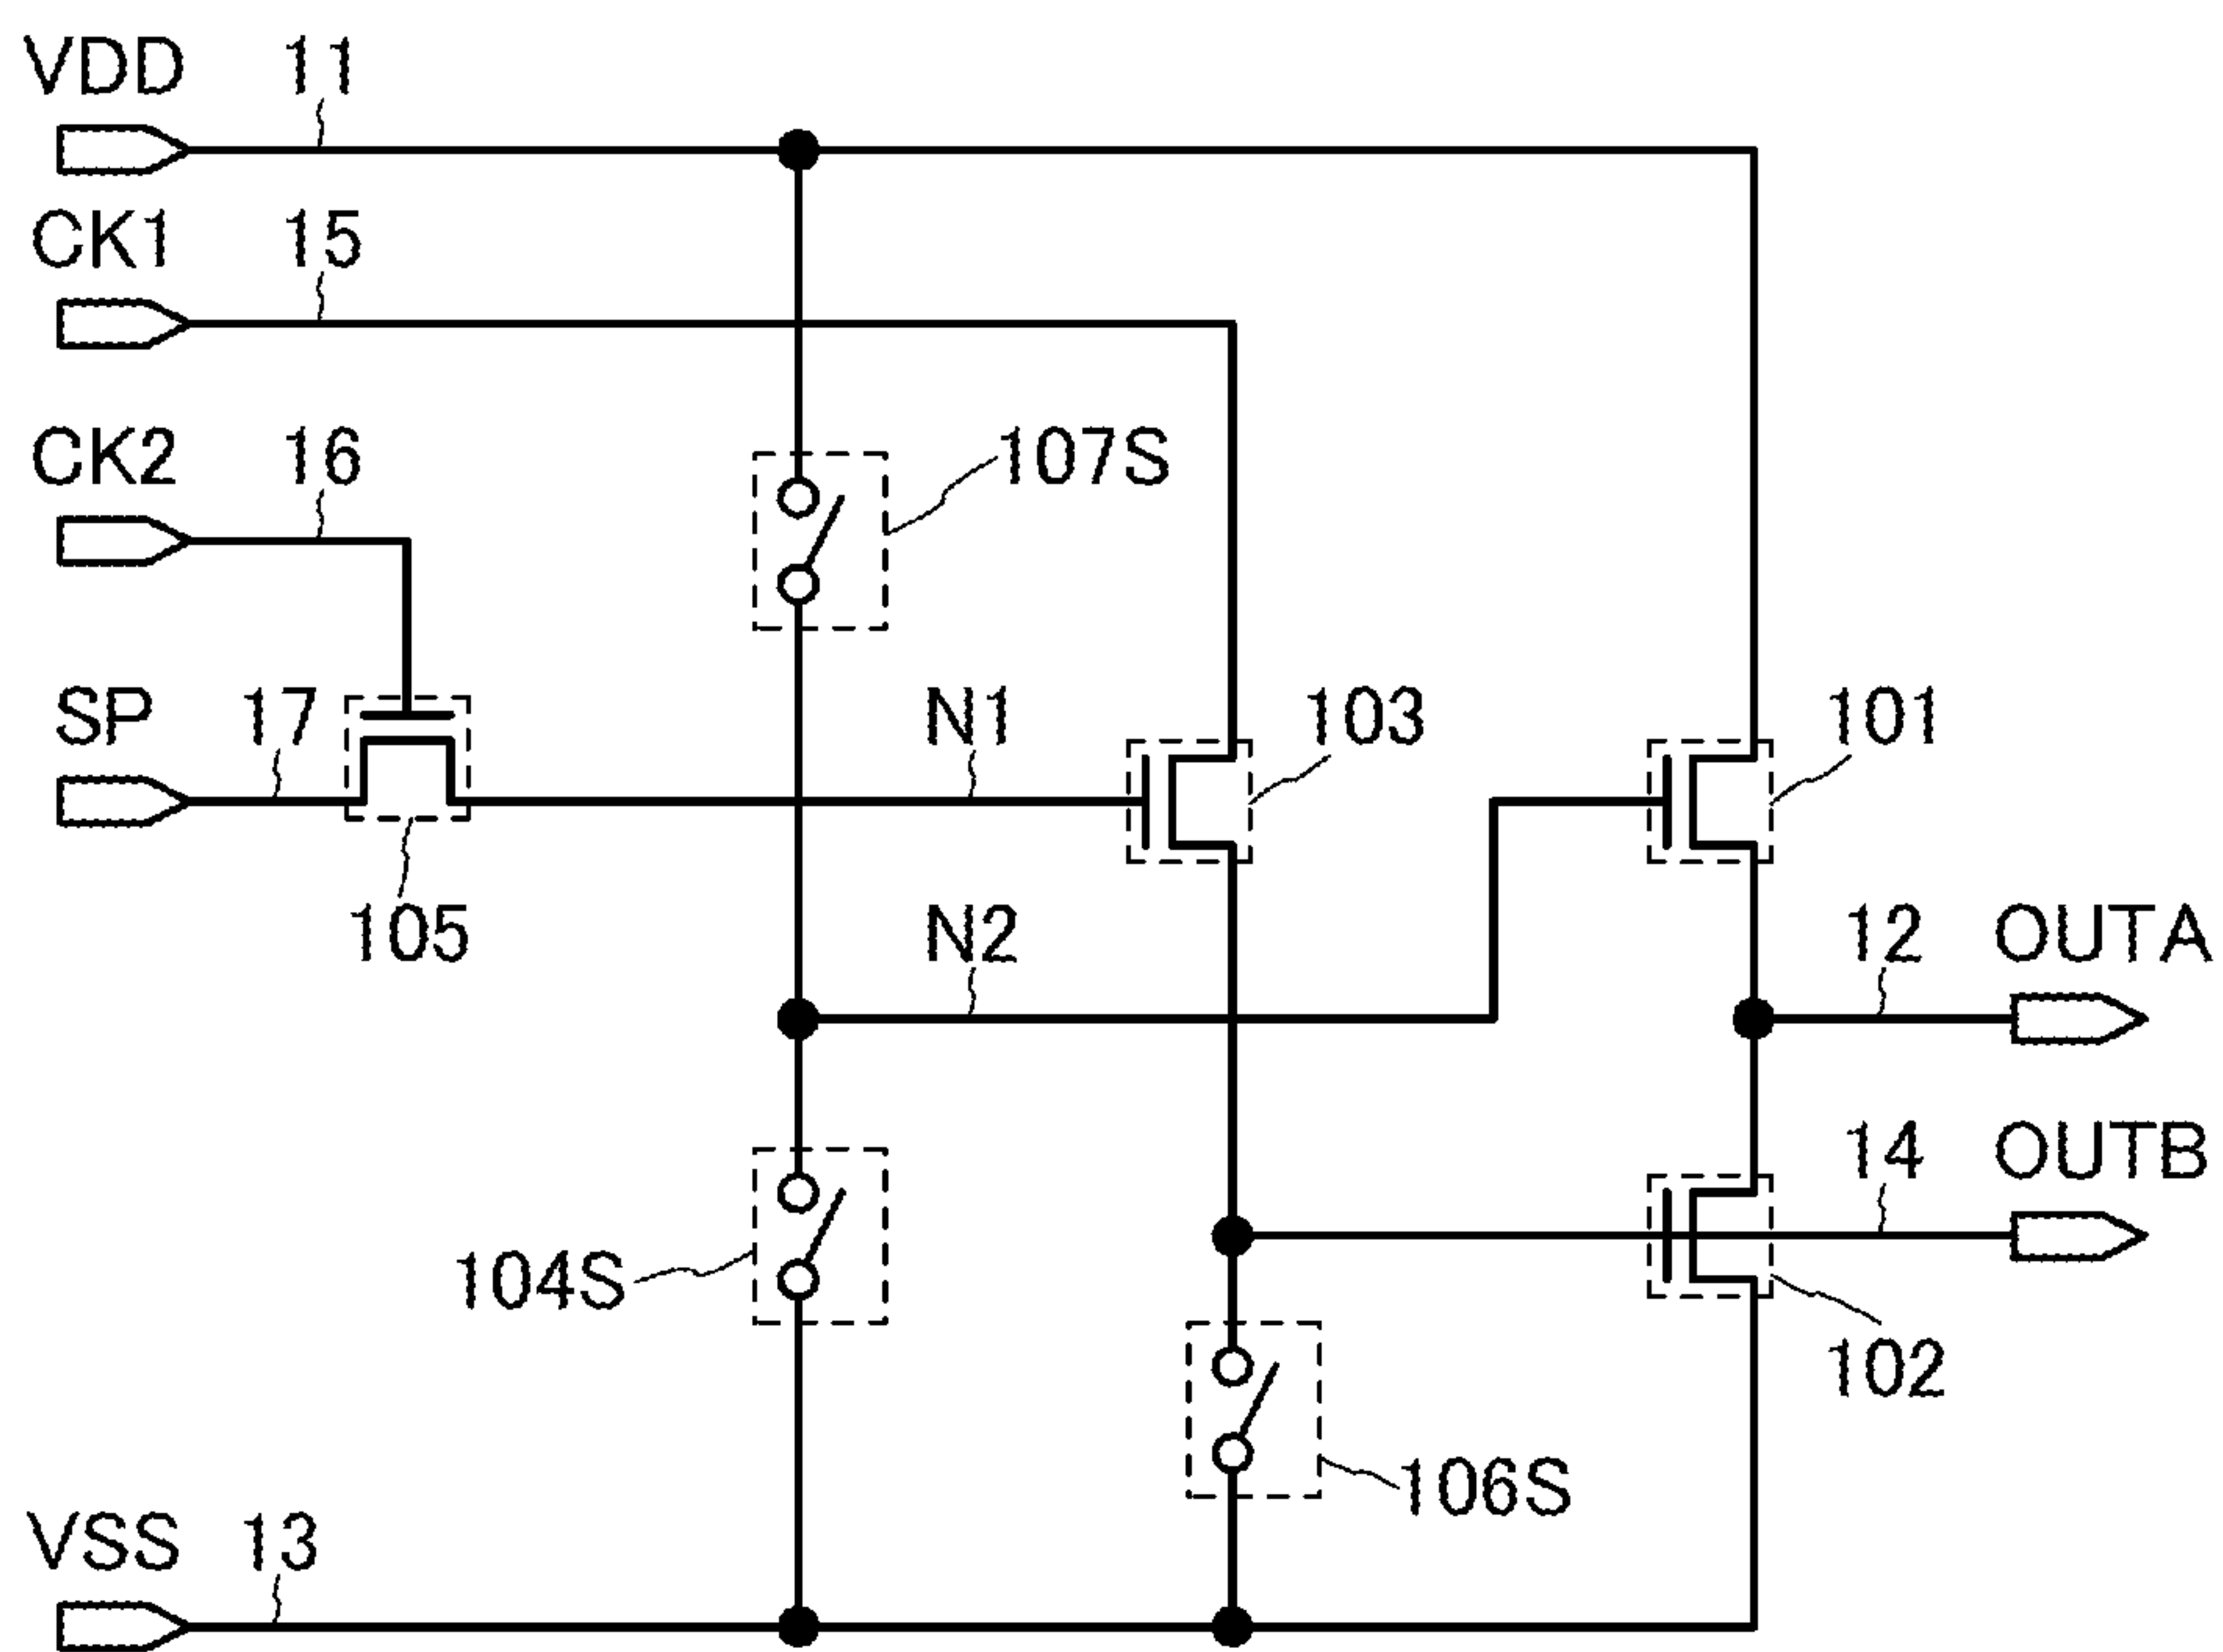 VDD 11
CK1 15
CK2 16
107S
SP 17
N1
103
101
105
N2
12 OUTA
14 OUTB
104S
102
106S
VSS 13